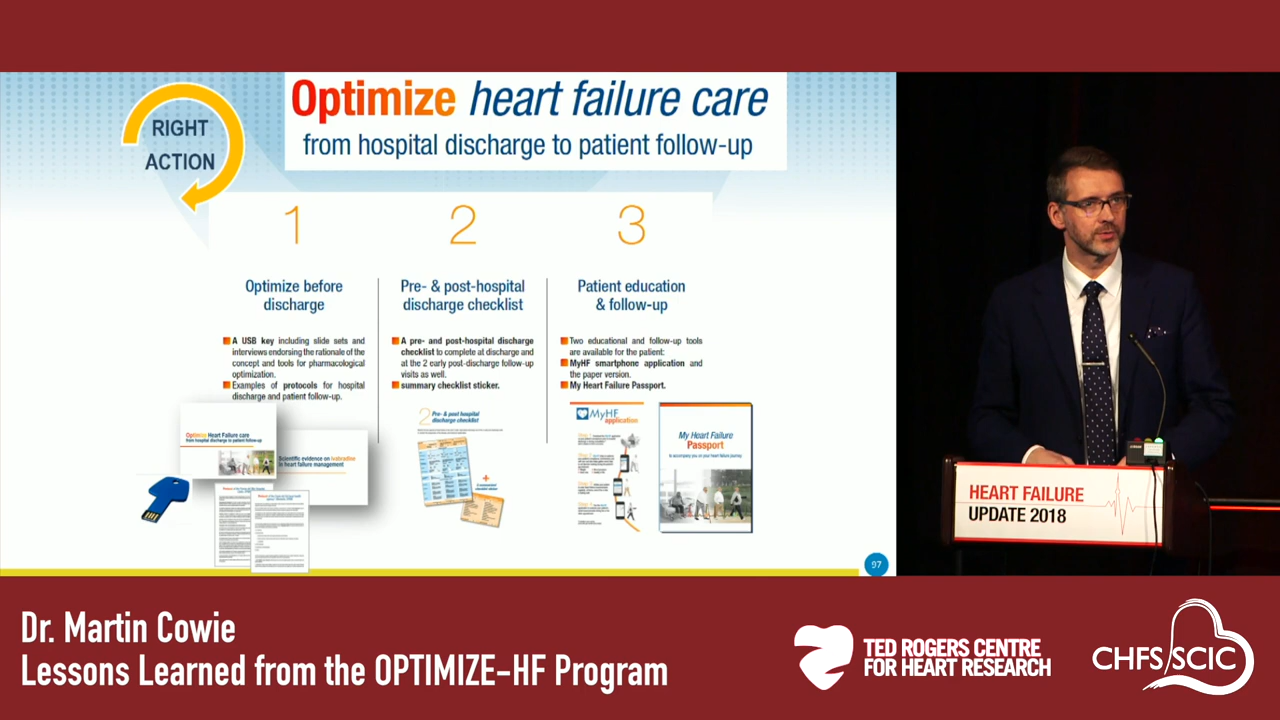 RIGHT
ACTION
Optimize heart failure care
from hospital discharge to patient follow-up
1
Optimize before
discharge
A USB key including slide sets and
interviews endorsing the rationale of the
concept and tools for pharmacological
optimization.
Examples of protocols for hospital
discharge and patient follow-up.
Optimize Heart Failure care
from hospital discharge to patient follow-up
Scientific evidence on Ivabradine
in heart failure management
2
Pre- & post-hospital
discharge checklist
A pre- and post-hospital discharge
checklist to complete at discharge and
at the 2 early post-discharge follow-up
visits as well.
summary checklist sticker.
2 Pre- & post hospital
discharge checklist
3
Patient education
& follow-up
Two educational and follow-up tools
are available for the patient:
MyHF smartphone application and
the paper version.
My Heart Failure Passport.
MyHF
application
My Heart Failure
Passport
to accompany you on your heart failure journey
97
HEART FAILURE
UPDATE 2018
Dr. Martin Cowie
Lessons Learned from the OPTIMIZE-HF Program
TED ROGERS CENTRE
FOR HEART RESEARCH
CHFS/SCIC